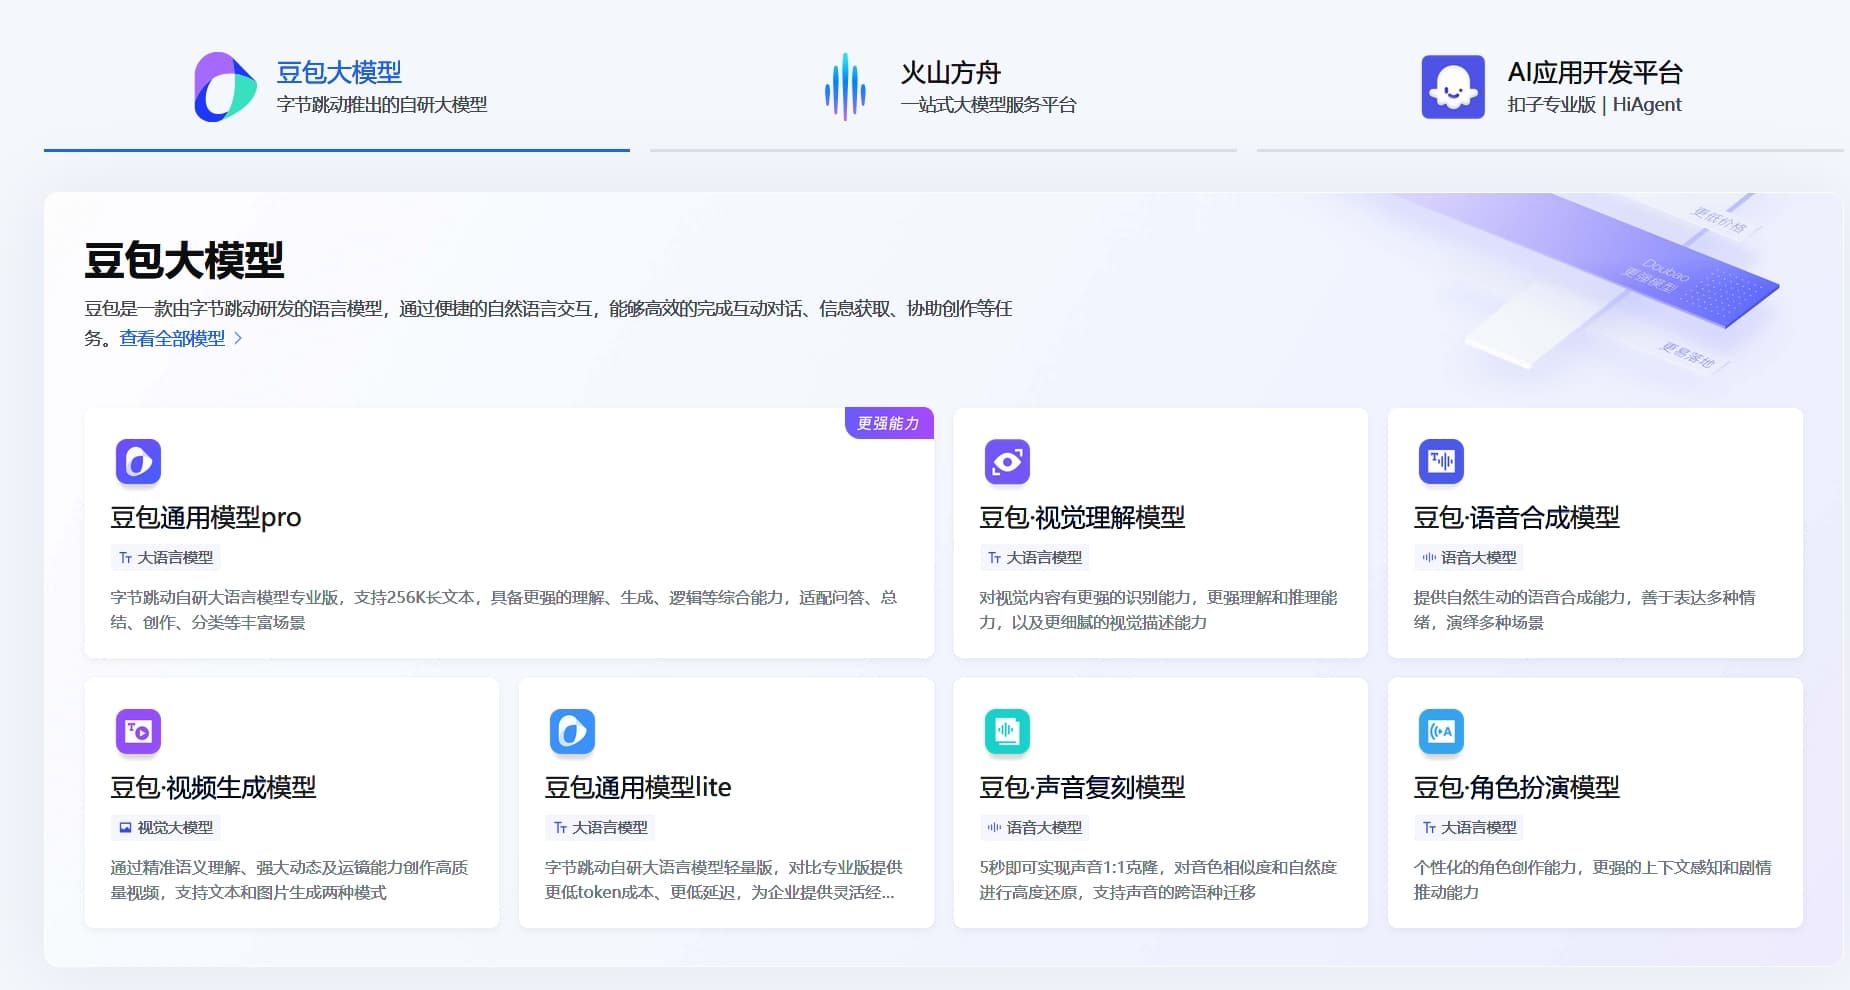 豆包大模型
字节跳动推出的自研大模型
火山方舟
一站式大模型服务平台
AI应用开发平台
扣子专业版 | HiAgent
豆包大模型
豆包是一款由字节跳动研发的语言模型，通过便捷的自然语言交互，能够高效的完成互动对话、信息获取、协助创作等任
务。查看全部模型 >
更低价格
Doubao
更强模型
更易落地
更强能力
豆包通用模型pro
Tт 大语言模型
字节跳动自研大语言模型专业版，支持256K长文本，具备更强的理解、生成、逻辑等综合能力，适配问答、总
结、创作、分类等丰富场景
豆包·视觉理解模型
Tт 大语言模型
对视觉内容有更强的识别能力，更强理解和推理能
力，以及更细腻的视觉描述能力
T
豆包·语音合成模型
语音大模型
提供自然生动的语音合成能力，善于表达多种情
绪，演绎多种场景
T
豆包·视频生成模型
视觉大模型
通过精准语义理解、强大动态及运镜能力创作高质
量视频，支持文本和图片生成两种模式
豆包通用模型lite
Tт 大语言模型
字节跳动自研大语言模型轻量版，对比专业版提供
更低token成本、更低延迟，为企业提供灵活经...
豆包·声音复刻模型
语音大模型
5秒即可实现声音1:1克隆，对音色相似度和自然度
进行高度还原，支持声音的跨语种迁移
A
豆包·角色扮演模型
Tт 大语言模型
个性化的角色创作能力，更强的上下文感知和剧情
推动能力